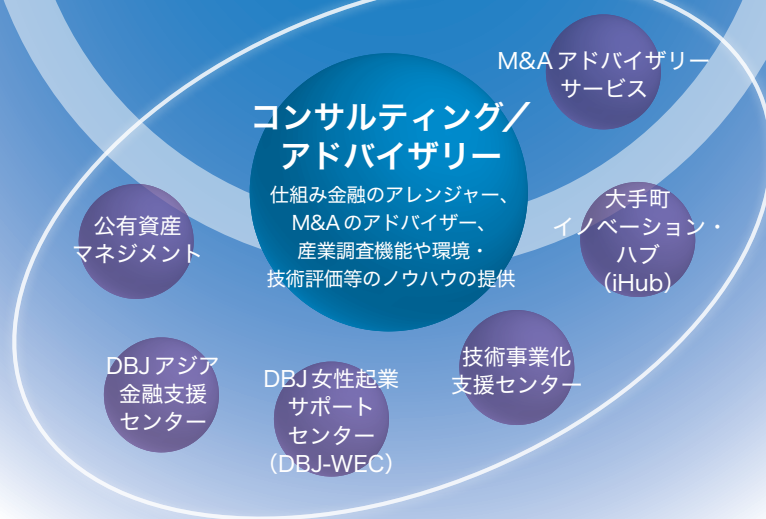 M&Aアドバイザリー
サービス
コンサルティング／
アドバイザリー
仕組み金融のアレンジャー、
M&Aのアドバイザー、
産業調査機能や環境・
技術評価等のノウハウの提供
公有資産
マネジメント
大手町
イノベーション・
ハブ
（iHub）
DBJアジア
金融支援
センター
DBJ女性起業
サポート
センター
（DBJ-WEC）
技術事業化
支援センター